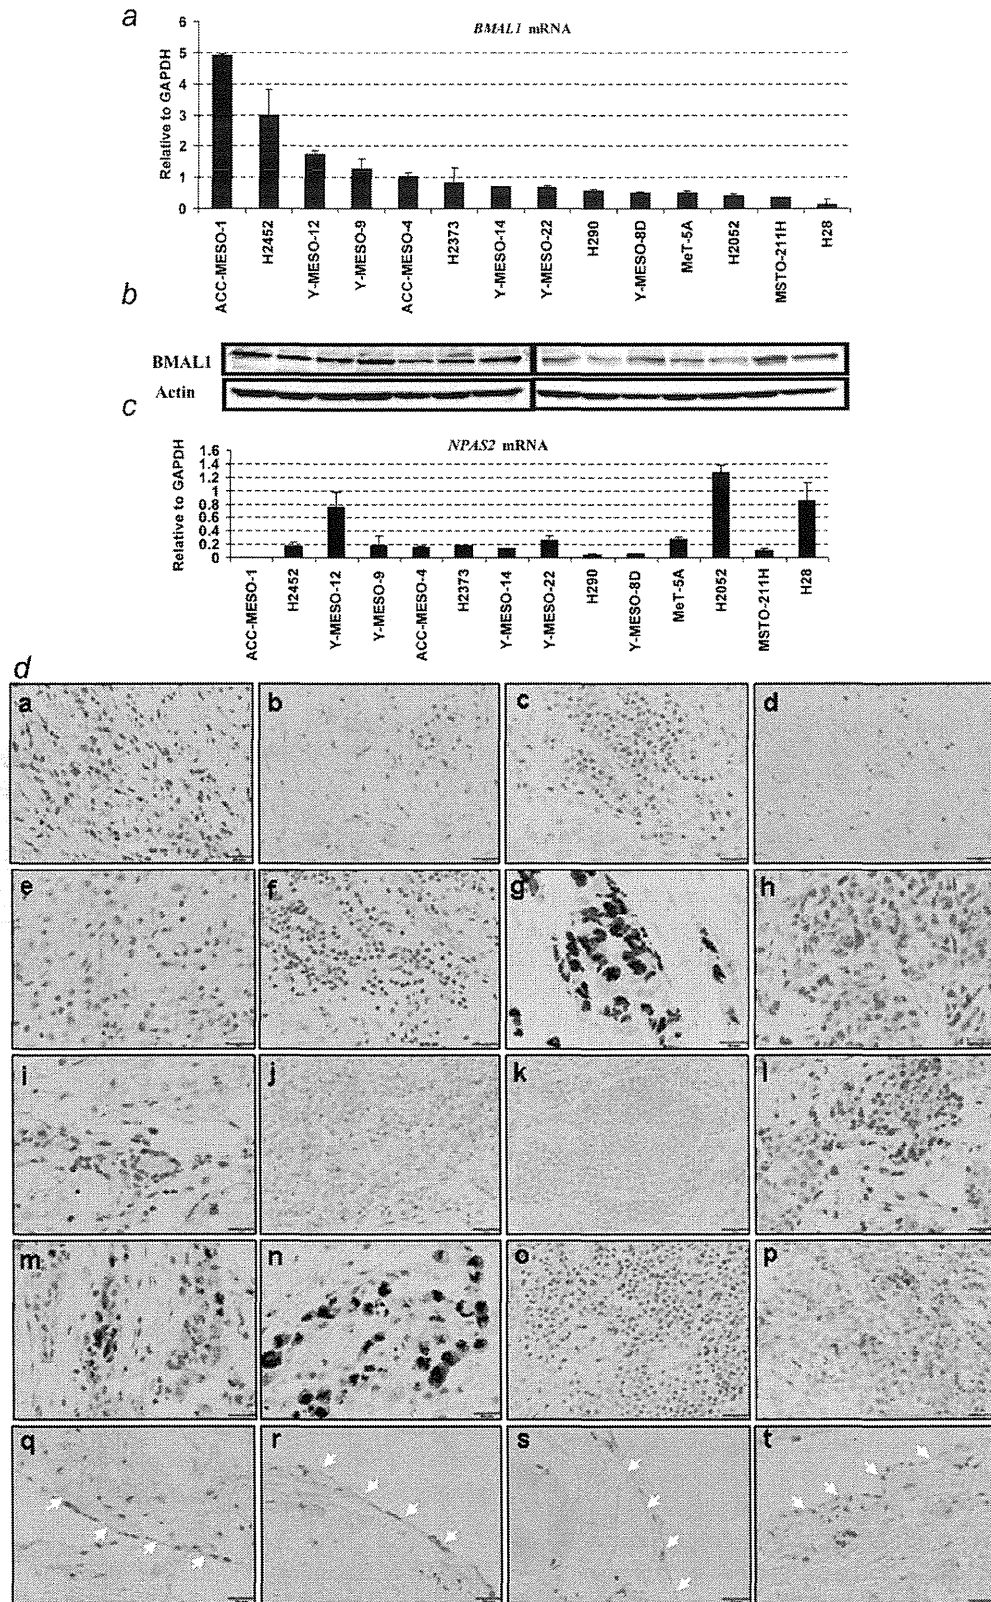 a
BMAL1 mRNA
Relative to GAPDH
6
5
4
3
2
1
0
ACC-MESO-1
H2452
Y-MESO-12
Y-MESO-9
ACC-MESO-4
H2373
Y-MESO-14
Y-MESO-22
H290
Y-MESO-8D
MeT-5A
H2052
MSTO-211H
H28
b
BMAL1
Actin
c
NPAS2 mRNA
Relative to GAPDH
1.6
1.4
1.2
1
0.8
0.6
0.4
0.2
0
ACC-MESO-1
H2452
Y-MESO-12
Y-MESO-9
ACC-MESO-4
H2373
Y-MESO-14
Y-MESO-22
H290
Y-MESO-8D
MeT-5A
H2052
MSTO-211H
H28
d
a b c d
e f g h
i j k l
m n o p
q r s t